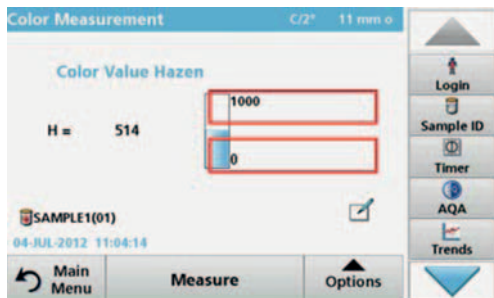 Color Measurement C/2° 11 mm o
Color Value Hazen
1000
H = 514
0
SAMPLE1(01)
04-JUL-2012 11:04:14
Main Menu
Measure
Options
Login
Sample ID
Timer
AQA
Trends